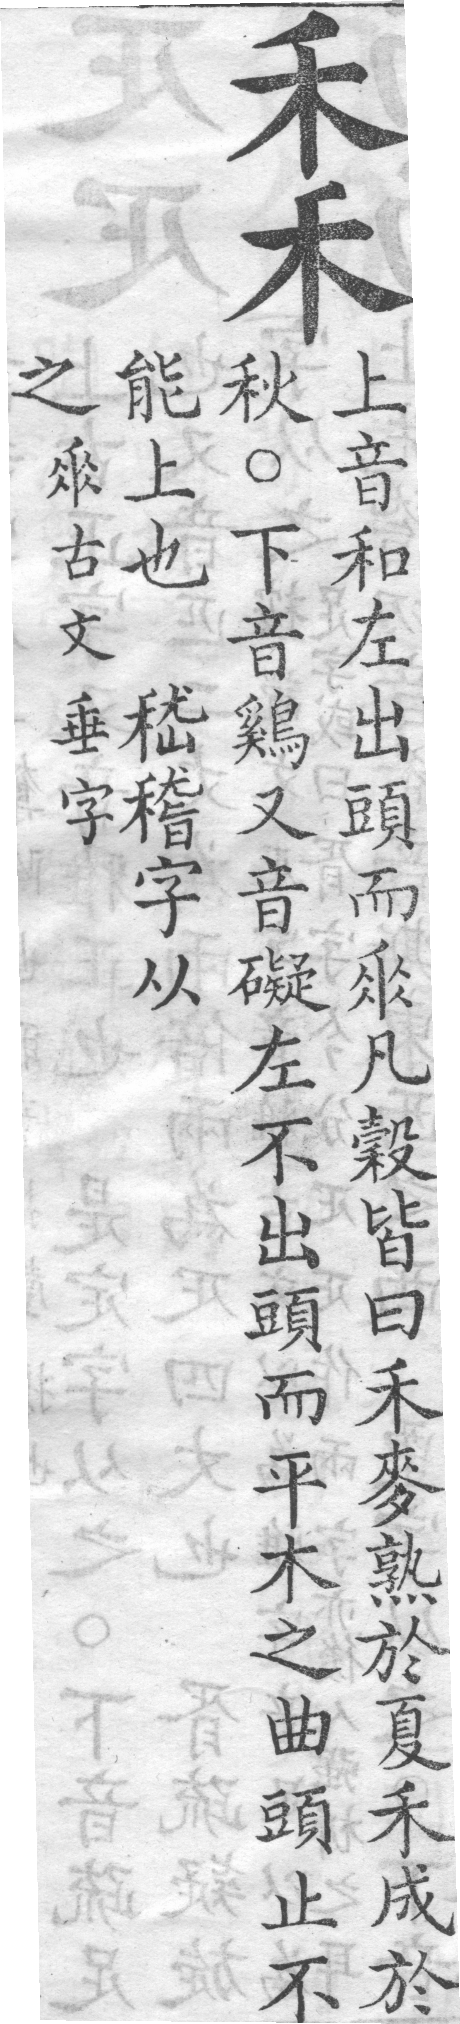 禾𥝌
上音和左出頭而𠂹凡穀皆曰禾麥熟於夏禾成於
秋○下音鷄又音礙左不出頭而平木之曲頭止不
能上也 嵇稽字从
之 𠂹古文垂字